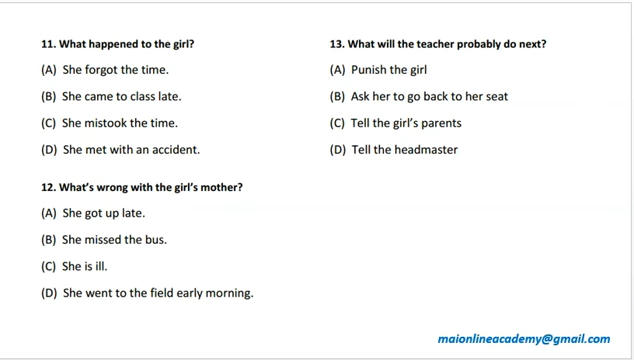 11. What happened to the girl?
(A) She forgot the time.
(B) She came to class late.
(C) She mistook the time.
(D) She met with an accident.
12. What's wrong with the girl's mother?
(A) She got up late.
(B) She missed the bus.
(C) She is ill.
(D) She went to the field early morning.
13. What will the teacher probably do next?
(A) Punish the girl
(B) Ask her to go back to her seat
(C) Tell the girl's parents
(D) Tell the headmaster
maionlineacademy@gmail.com